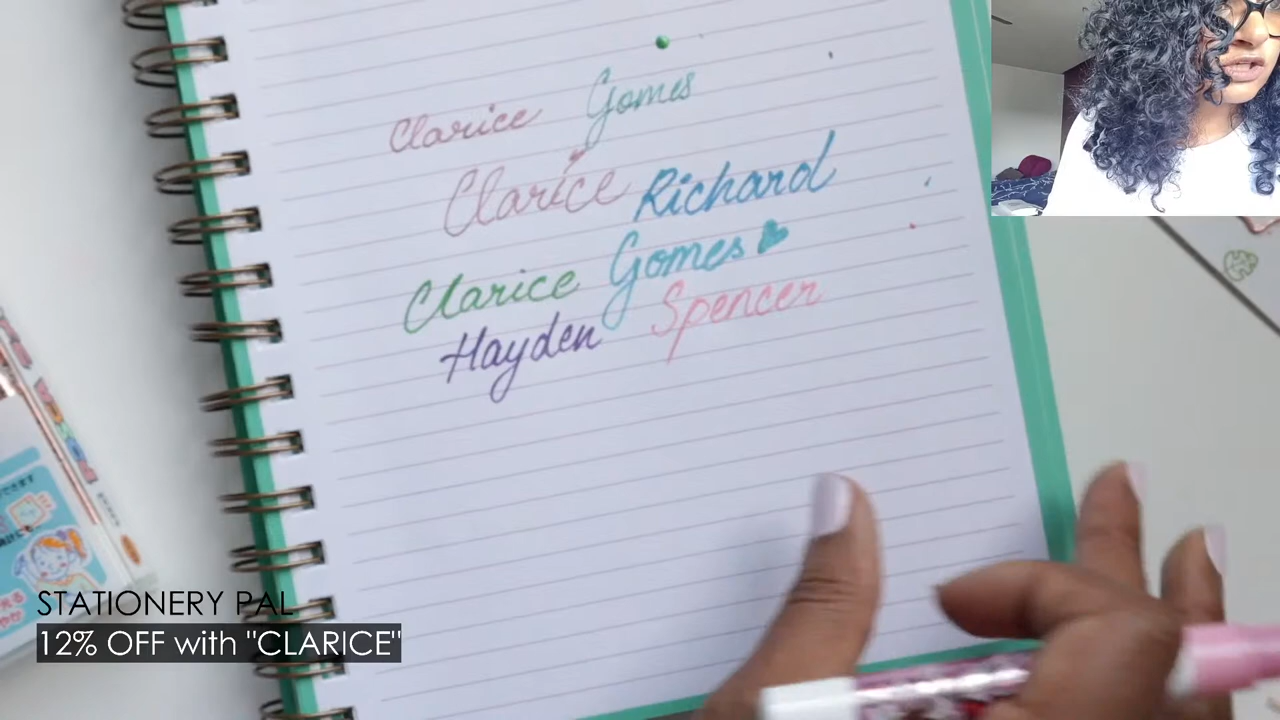 Clarice Gomes
Clarice Richard
Clarice Gomes
Hayden Spencer
STATIONERY PAL
12% OFF with "CLARICE"